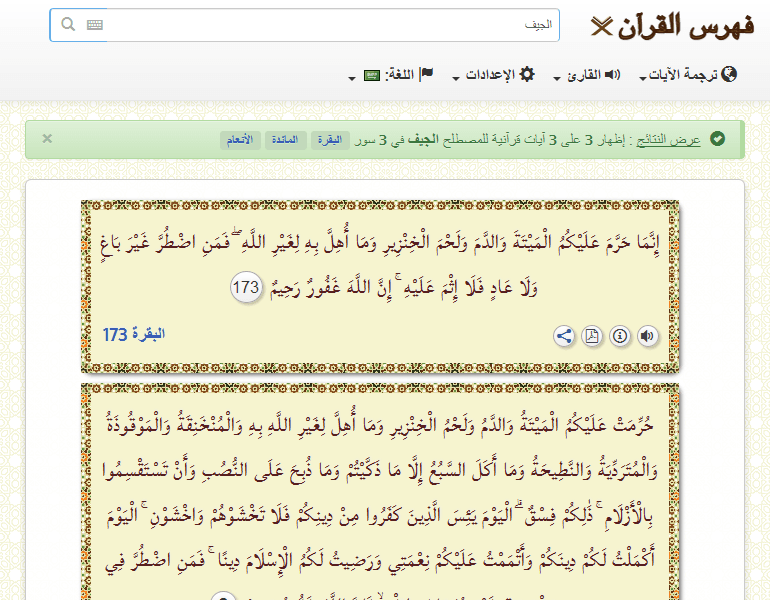 فهرس القرآن
الجيف
ترجمة الآيات القارئ الإعدادات اللغة:
عرض النتائج : إظهار 3 على 3 آيات قرآنية للمصطلح الجيف في 3 سور البقرة المائدة الأنعام ×
إِنَّمَا حَرَّمَ عَلَيْكُمُ الْمَيْتَةَ وَالدَّمَ وَلَحْمَ الْخِنْزِيرِ وَمَا أُهِلَّ بِهِ لِغَيْرِ اللَّهِ ۖ فَمَنِ اضْطُرَّ غَيْرَ بَاغٍ
وَلَا عَادٍ فَلَا إِثْمَ عَلَيْهِ ۚ إِنَّ اللَّهَ غَفُورٌ رَحِيمٌ 173
البقرة 173
حُرِّمَتْ عَلَيْكُمُ الْمَيْتَةُ وَالدَّمُ وَلَحْمُ الْخِنْزِيرِ وَمَا أُهِلَّ لِغَيْرِ اللَّهِ بِهِ وَالْمُنْخَنِقَةُ وَالْمَوْقُوذَةُ
وَالْمُتَرَدِّيَةُ وَالنَّطِيحَةُ وَمَا أَكَلَ السَّبُعُ إِلَّا مَا ذَكَّيْتُمْ وَمَا ذُبِحَ عَلَى النُّصُبِ وَأَنْ تَسْتَقْسِمُوا
بِالْأَزْلَامِ ۚ ذَٰلِكُمْ فِسْقٌ ۗ الْيَوْمَ يَئِسَ الَّذِينَ كَفَرُوا مِنْ دِينِكُمْ فَلَا تَخْشَوْهُمْ وَاخْشَوْنِ ۚ الْيَوْمَ
أَكْمَلْتُ لَكُمْ دِينَكُمْ وَأَتْمَمْتُ عَلَيْكُمْ نِعْمَتِي وَرَضِيتُ لَكُمُ الْإِسْلَامَ دِينًا ۚ فَمَنِ اضْطُرَّ فِي